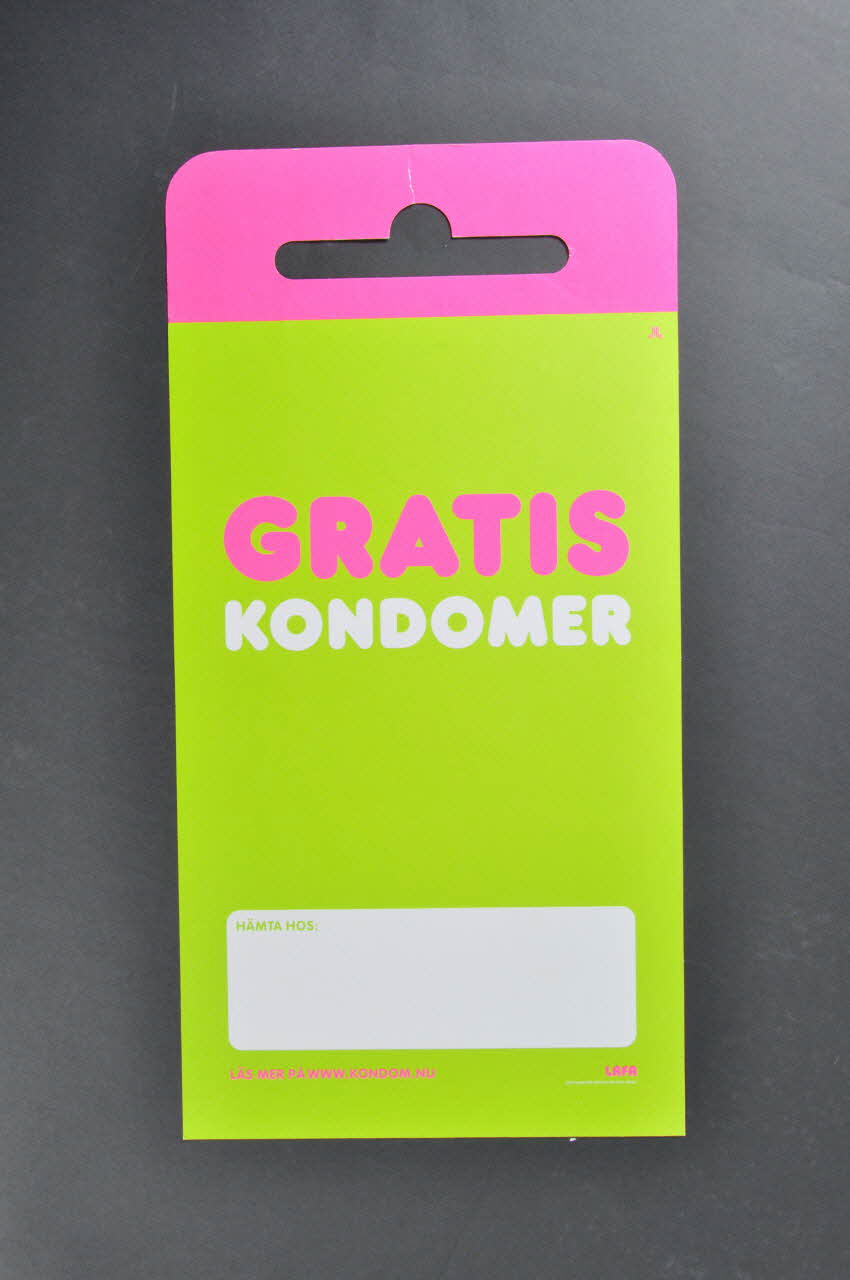 GRATIS
KONDOMER
HÄMTA HOS:
LÄS MER PÅ WWW.KONDOM.NU
LAFA